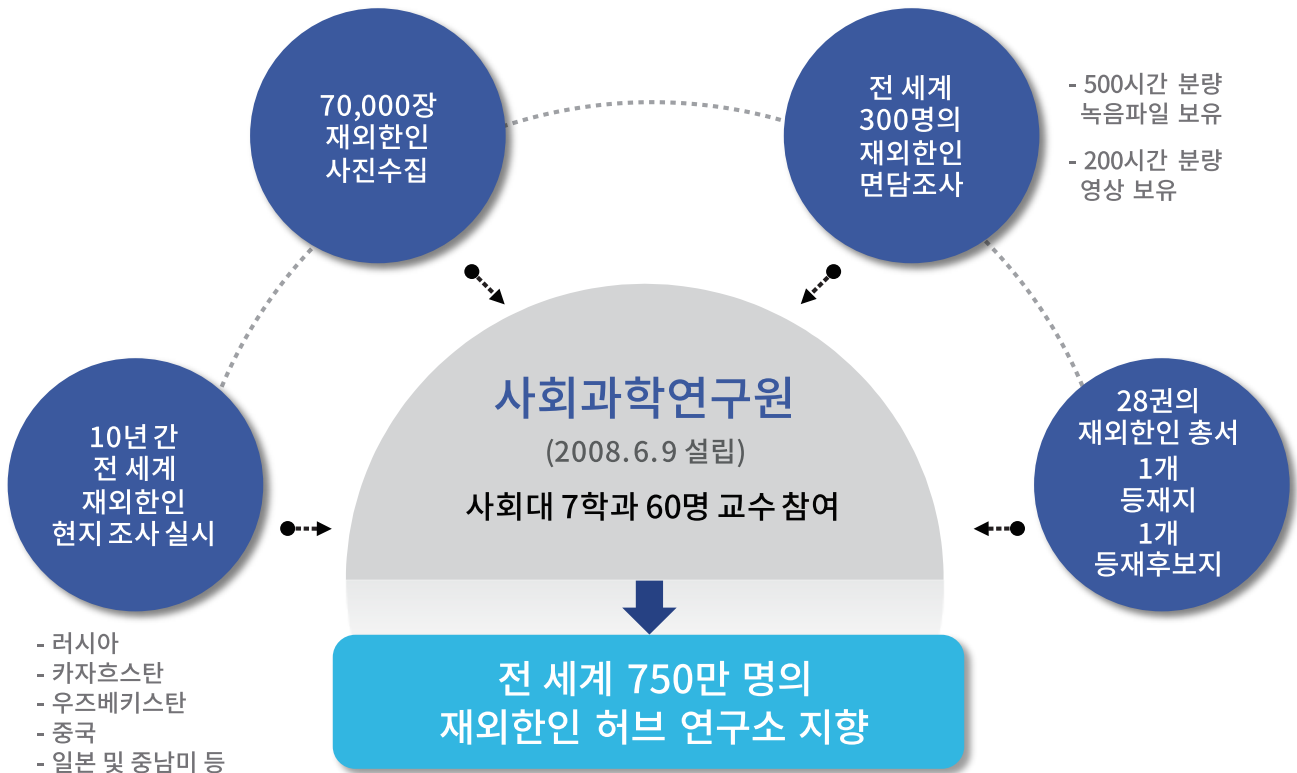 70,000장
재외한인
사진수집
전 세계
300명의
재외한인
면담조사
- 500시간 분량
녹음파일 보유
- 200시간 분량
영상 보유
10년 간
전 세계
재외한인
현지 조사 실시
- 러시아
- 카자흐스탄
- 우즈베키스탄
- 중국
- 일본 및 중남미 등
사회과학연구원
(2008.6.9 설립)
사회대 7학과 60명 교수 참여
28권의
재외한인 총서
1개
등재지
1개
등재후보지
전 세계 750만 명의
재외한인 허브 연구소 지향